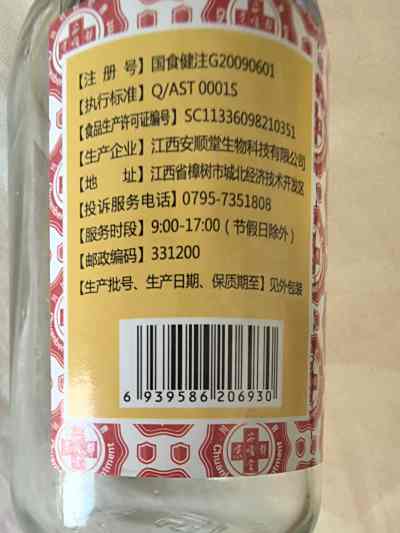 【注 册 号】国食健注G20090601
【执行标准】Q/AST 0001S
【食品生产许可证编号】SC11336098210351
【生产企业】江西安顺堂生物科技有限公司
【地 址】江西省樟树市城北经济技术开发区
【投诉服务电话】0795-7351808
【服务时段】9:00-17:00（节假日除外）
【邮政编码】331200
【生产批号、生产日期、保质期至】见外包装
6 939586 206930